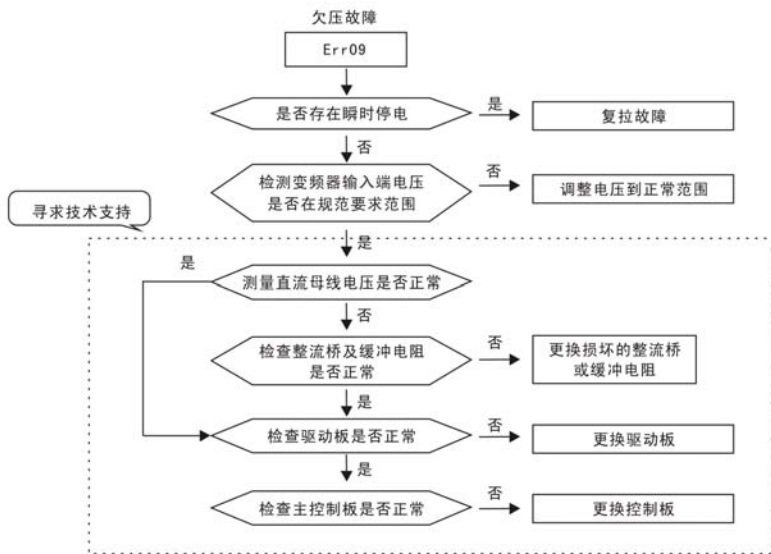 欠压故障
Err09
是否存在瞬时停电
是
复拉故障
否
检测变频器输入端电压
是否在规范要求范围
否
调整电压到正常范围
寻求技术支持
是
是
测量直流母线电压是否正常
否
检查整流桥及缓冲电阻
是否正常
否
更换损坏的整流桥
或缓冲电阻
是
检查驱动板是否正常
否
更换驱动板
是
检查主控制板是否正常
否
更换控制板